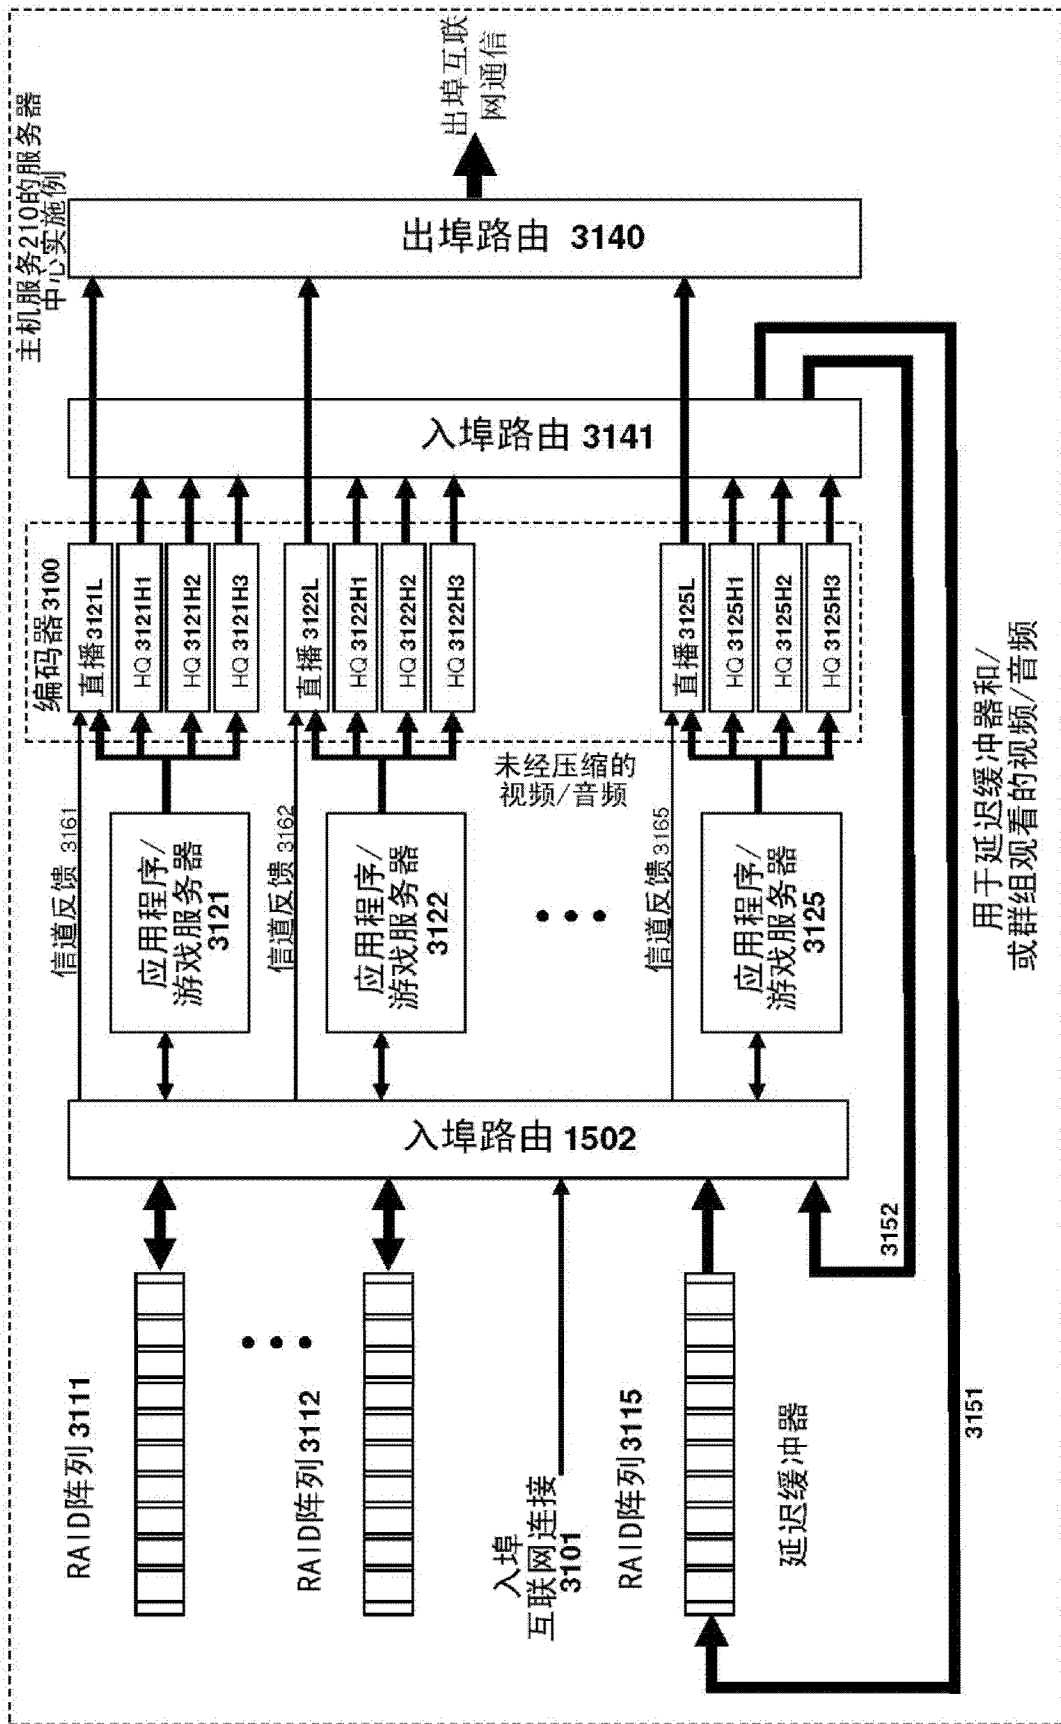 主机服务210的服务器
中心实施例
RAID阵列 3111
RAID阵列 3112
入埠
互联网连接
3101
RAID阵列 3115
延迟缓冲器
入埠路由 1502
信道反馈 3161
应用程序/
游戏服务器
3121
信道反馈 3162
应用程序/
游戏服务器
3122
信道反馈 3165
应用程序/
游戏服务器
3125
未经压缩的
视频/音频
编码器 3100
直播 3121L
HQ 3121H1
HQ 3121H2
HQ 3121H3
直播 3122L
HQ 3122H1
HQ 3122H2
HQ 3122H3
直播 3125L
HQ 3125H1
HQ 3125H2
HQ 3125H3
入埠路由 3141
出埠路由 3140
出埠互联
网通信
3152
3151
用于延迟缓冲器和/
或群组观看的视频/音频